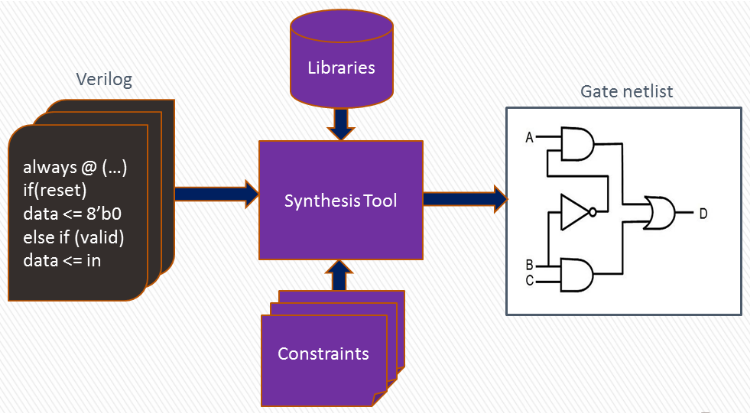 Libraries
Verilog
Gate netlist
always @ (...)
if(reset)
data <= 8’b0
else if (valid)
data <= in
Synthesis Tool
A
D
B
C
Constraints